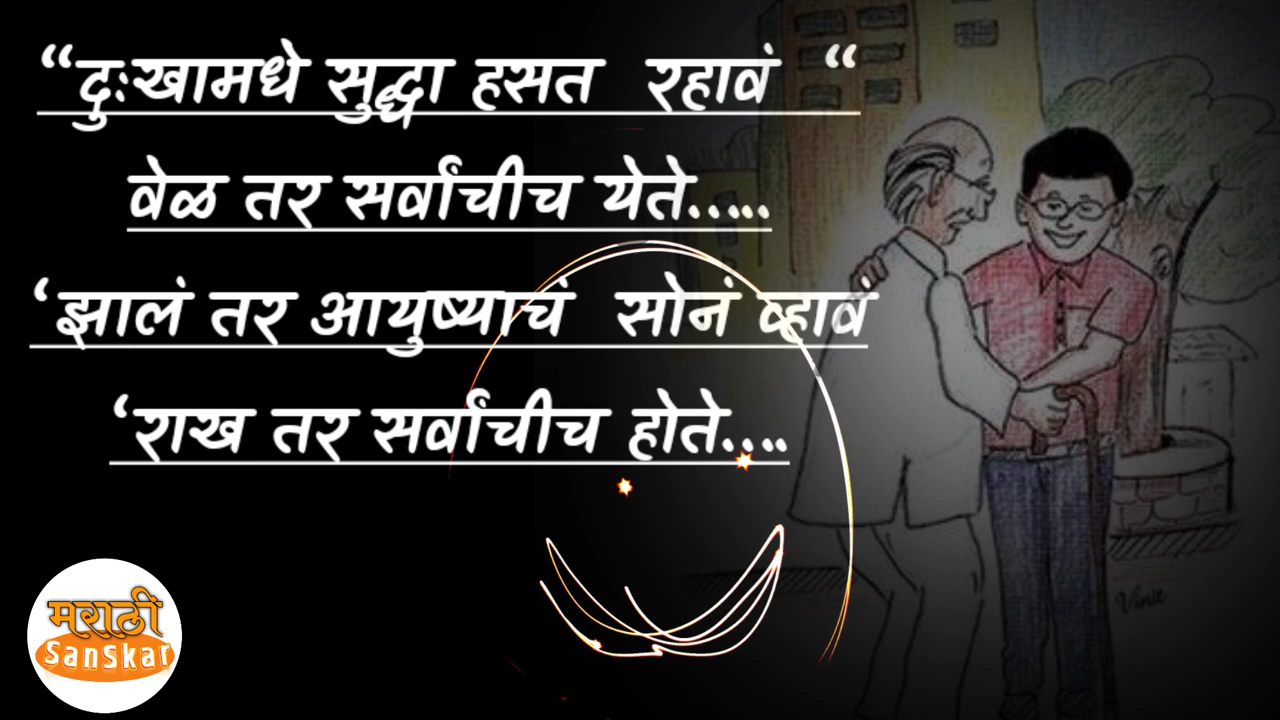 “दुःखामधे सुद्धा हसत रहावं “
वेळ तर सर्वांचीच येते.....
‘झालं तर आयुष्याचं सोनं व्हावं
‘राख तर सर्वांचीच होते....
Vinit
मराठी
SanSkar